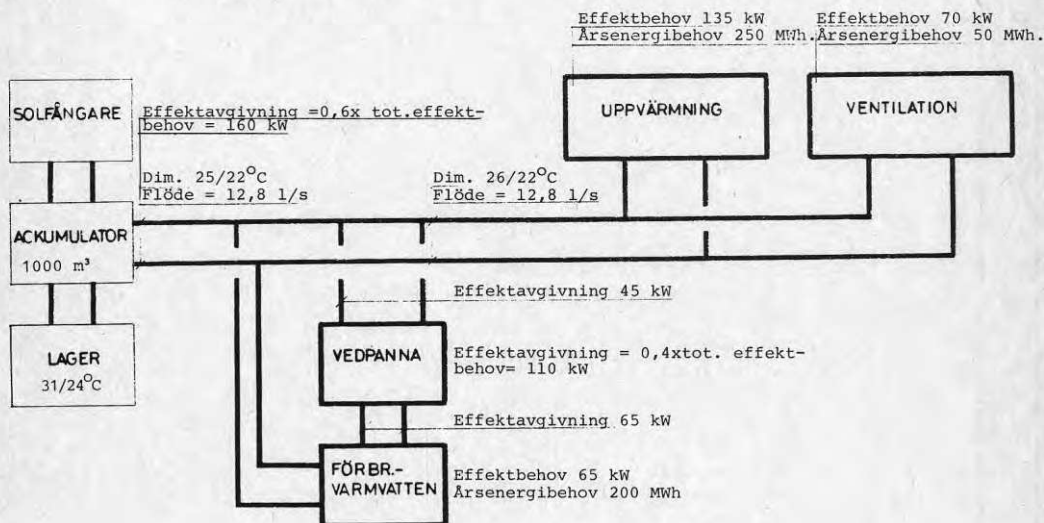 Effektbehov 135 kW
Årsenergibehov 250 MWh.
Effektbehov 70 kW
Årsenergibehov 50 MWh.
SOLFÅNGARE
Effektavgivning =0,6x tot.effekt-
behov = 160 kW
UPPVÄRMNING
VENTILATION
Dim. 25/22°C
Flöde = 12,8 l/s
Dim. 26/22°C
Flöde = 12,8 l/s
ACKUMULATOR
1000 m³
Effektavgivning 45 kW
LAGER
31/24°C
VEDPANNA
Effektavgivning = 0,4xtot. effekt-
behov= 110 kW
Effektavgivning 65 kW
FÖRBR.-
VARMVATTEN
Effektbehov 65 kW
Årsenergibehov 200 MWh